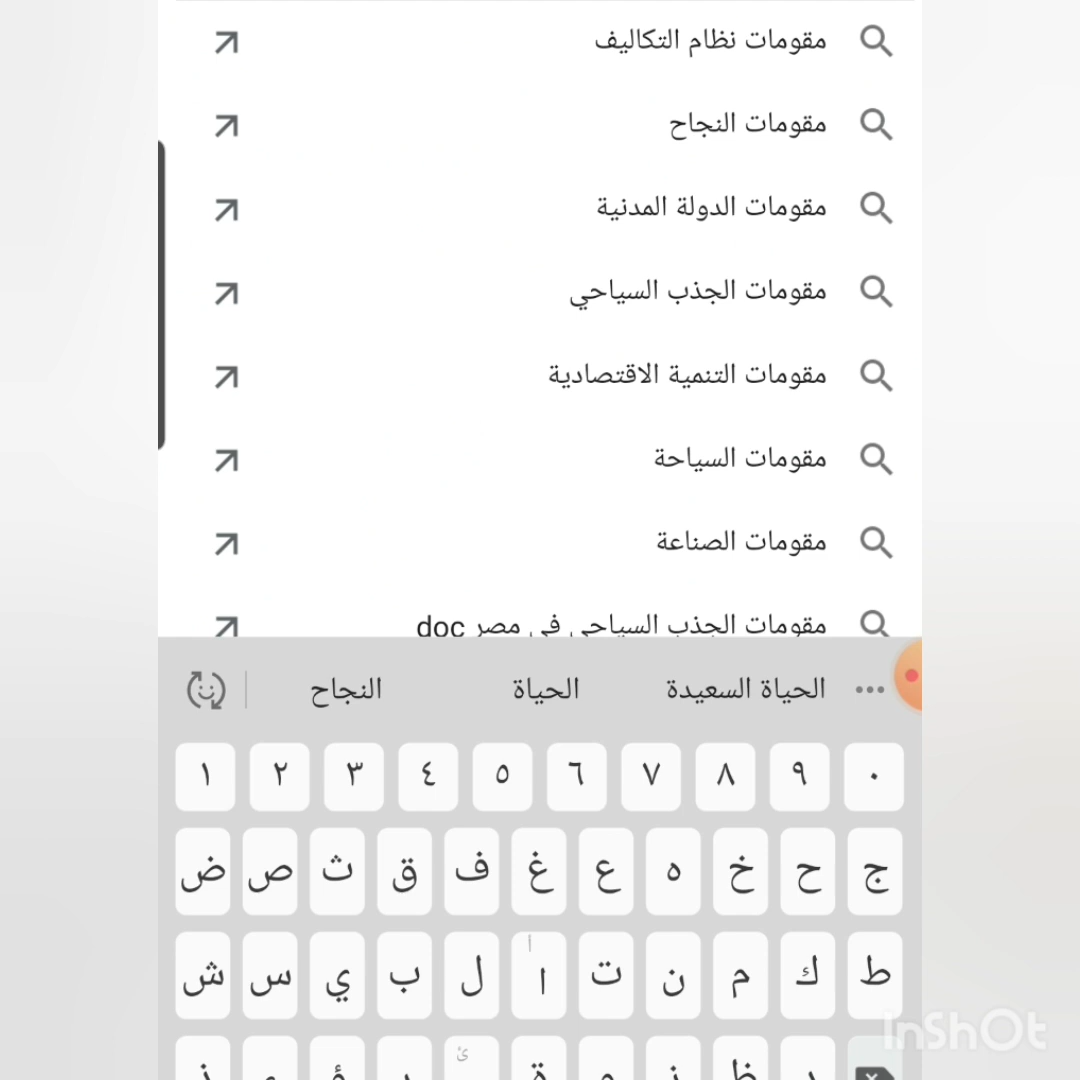 مقومات نظام التكاليف
مقومات النجاح
مقومات الدولة المدنية
مقومات الجذب السياحي
مقومات التنمية الاقتصادية
مقومات السياحة
مقومات الصناعة
مقومات الجذب السياحي في مصر doc
الحياة السعيدة الحياة النجاح
١ ٢ ٣ ٤ ٥ ٦ ٧ ٨ ٩ ٠
ض ص ث ق ف غ ع ه خ ح ج
ش س ي ب ل ا أ ت ن م ك ط
InShOt